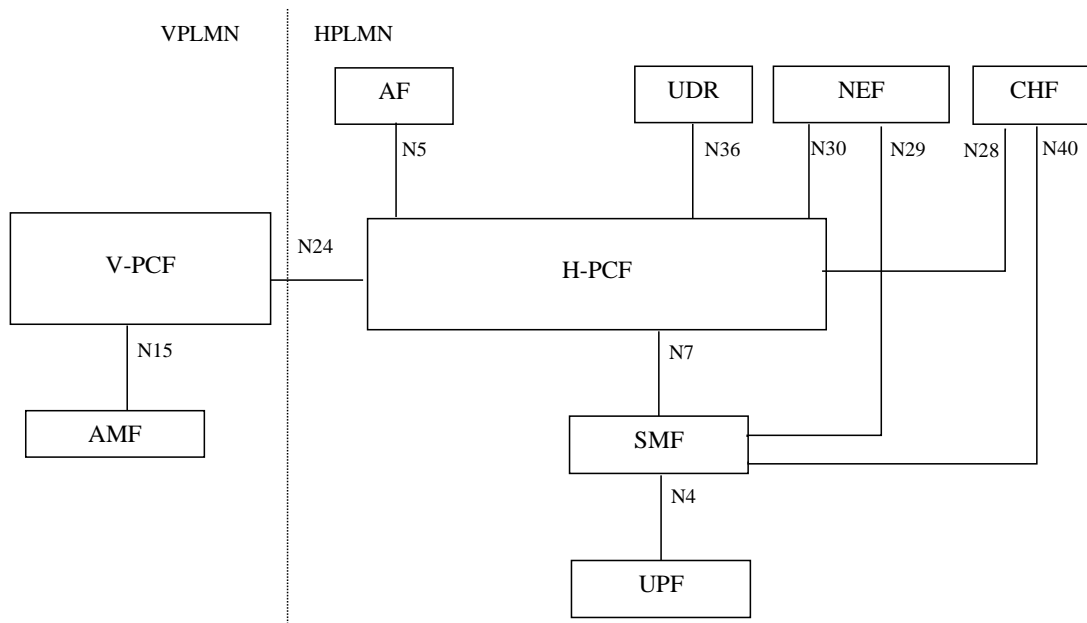 VPLMN HPLMN
AF UDR NEF CHF
N5 N36 N30 N29 N28 N40
N24
V-PCF H-PCF
N15 N7
AMF SMF
N4
UPF